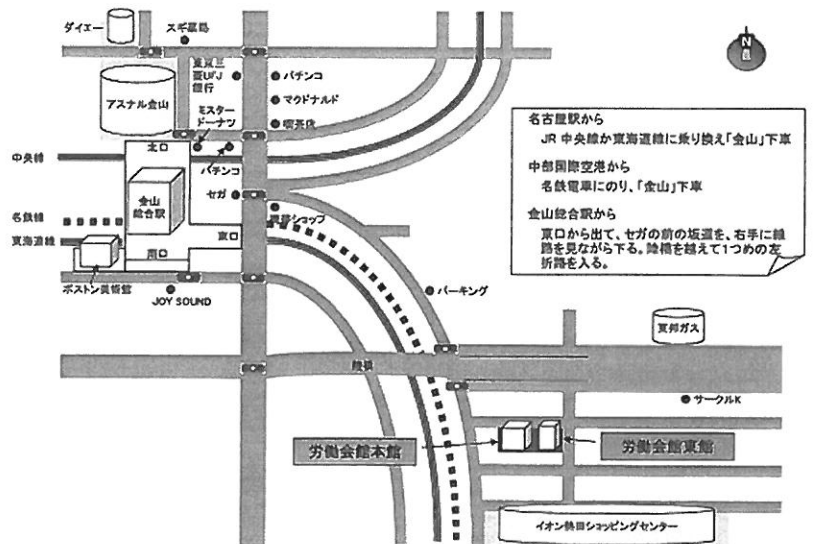 ダイエー
スギ薬局
N
東京三
菱UFJ
銀行
パチンコ
アスナル金山
マクドナルド
ミスター
ドーナツ
喫茶店
北口
中央線
パチンコ
金山
総合駅
セガ
名鉄線
携帯ショップ
東口
東海道線
南口
ボストン美術館
JOY SOUND
パーキング
名古屋駅から
JR 中央線か東海道線に乗り換え「金山」下車
中部国際空港から
名鉄電車にのり、「金山」下車
金山総合駅から
東口から出て、セガの前の坂道を、右手に線
路を見ながら下る。陸橋を越えて1つめの左
折路を入る。
東邦ガス
陸橋
サークルK
労働会館本館
労働会館東館
イオン熱田ショッピングセンター